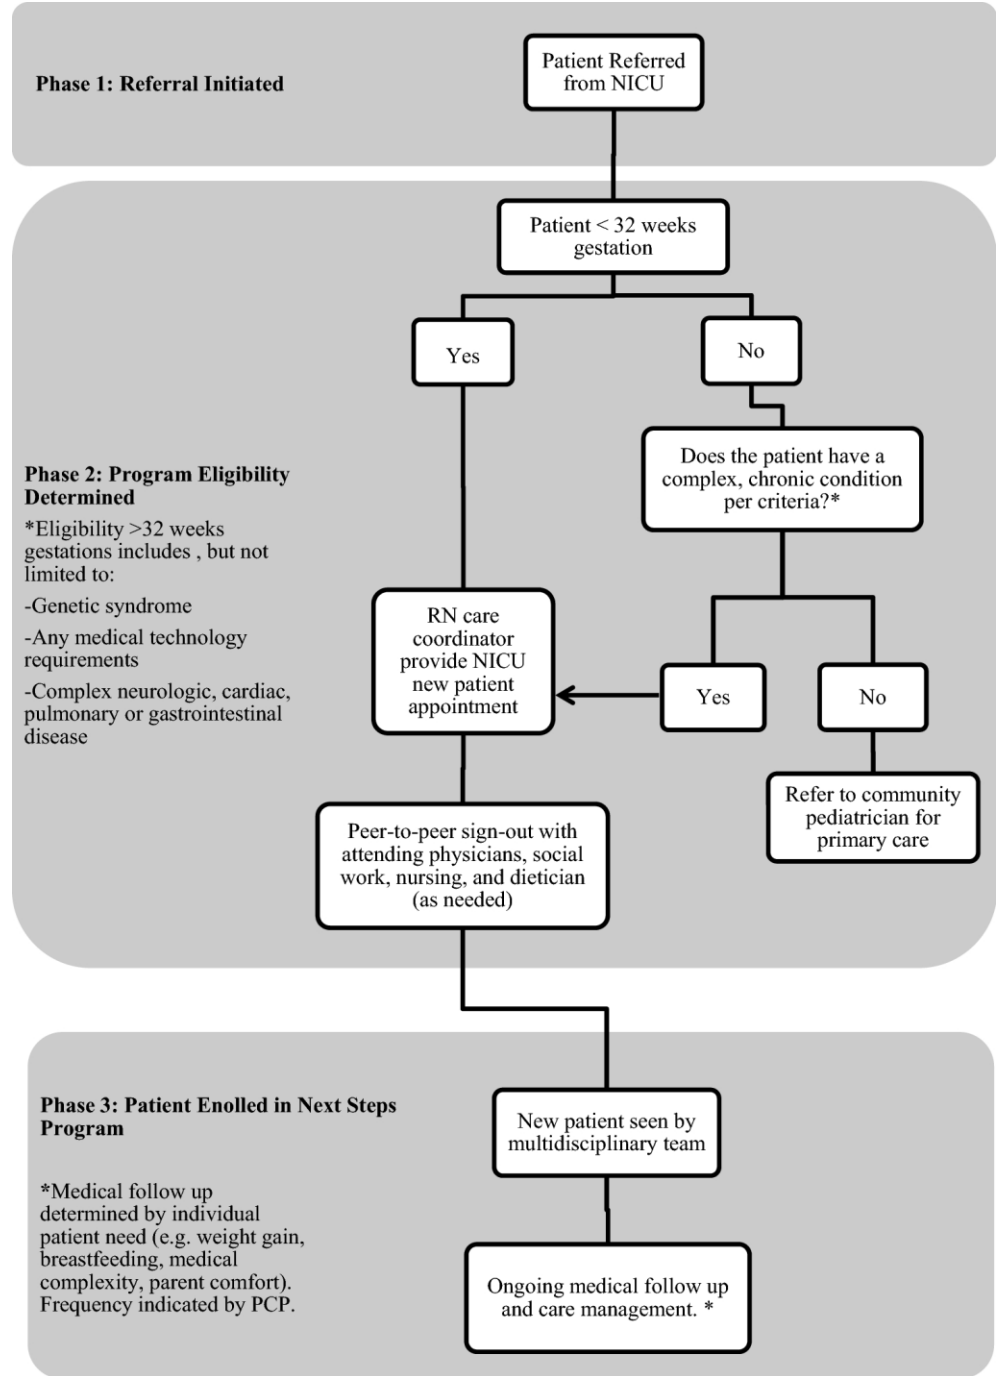 Phase 1: Referral Initiated
Patient Referred
from NICU
Patient < 32 weeks
gestation
Yes
No
Does the patient have a
complex, chronic condition
per criteria?*
Phase 2: Program Eligibility
Determined
*Eligibility >32 weeks
gestations includes , but not
limited to:
-Genetic syndrome
-Any medical technology
requirements
-Complex neurologic, cardiac,
pulmonary or gastrointestinal
disease
RN care
coordinator
provide NICU
new patient
appointment
Yes
No
Refer to community
pediatrician for
primary care
Peer-to-peer sign-out with
attending physicians, social
work, nursing, and dietician
(as needed)
Phase 3: Patient Enolled in Next Steps
Program
*Medical follow up
determined by individual
patient need (e.g. weight gain,
breastfeeding, medical
complexity, parent comfort).
Frequency indicated by PCP.
New patient seen by
multidisciplinary team
Ongoing medical follow up
and care management. *